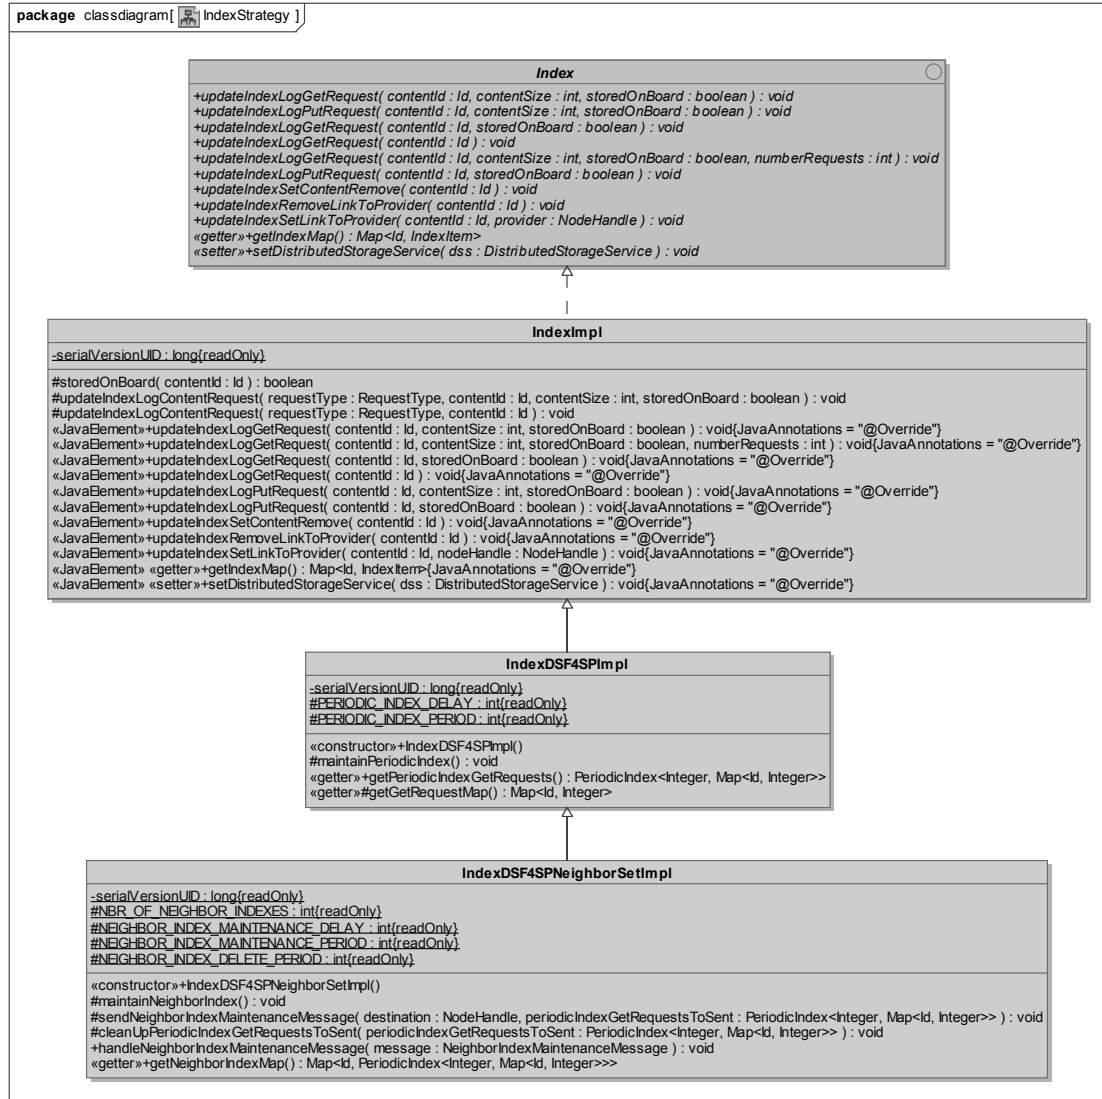 package classdiagram[ IndexStrategy ]
Index
+updateIndexLogGetRequest( contentId : Id, contentSize : int, storedOnBoard : boolean ) : void
+updateIndexLogPutRequest( contentId : Id, contentSize : int, storedOnBoard : boolean ) : void
+updateIndexLogGetRequest( contentId : Id, storedOnBoard : boolean ) : void
+updateIndexLogGetRequest( contentId : Id ) : void
+updateIndexLogGetRequest( contentId : Id, contentSize : int, storedOnBoard : boolean, numberRequests : int ) : void
+updateIndexLogPutRequest( contentId : Id, storedOnBoard : boolean ) : void
+updateIndexSetContentRemove( contentId : Id ) : void
+updateIndexRemoveLinkToProvider( contentId : Id ) : void
+updateIndexSetLinkToProvider( contentId : Id, provider : NodeHandle ) : void
«getter»+getIndexMap() : Map<Id, IndexItem>
«setter»+setDistributedStorageService( dss : DistributedStorageService ) : void
IndexImpl
-serialVersionUID : long{readOnly}
#storedOnBoard( contentId : Id ) : boolean
#updateIndexLogContentRequest( requestType : RequestType, contentId : Id, contentSize : int, storedOnBoard : boolean ) : void
#updateIndexLogContentRequest( requestType : RequestType, contentId : Id ) : void
«JavaElement»+updateIndexLogGetRequest( contentId : Id, contentSize : int, storedOnBoard : boolean ) : void{JavaAnnotations = "@Override"}
«JavaElement»+updateIndexLogGetRequest( contentId : Id, contentSize : int, storedOnBoard : boolean, numberRequests : int ) : void{JavaAnnotations = "@Override"}
«JavaElement»+updateIndexLogGetRequest( contentId : Id, storedOnBoard : boolean ) : void{JavaAnnotations = "@Override"}
«JavaElement»+updateIndexLogGetRequest( contentId : Id ) : void{JavaAnnotations = "@Override"}
«JavaElement»+updateIndexLogPutRequest( contentId : Id, contentSize : int, storedOnBoard : boolean ) : void{JavaAnnotations = "@Override"}
«JavaElement»+updateIndexLogPutRequest( contentId : Id, storedOnBoard : boolean ) : void{JavaAnnotations = "@Override"}
«JavaElement»+updateIndexSetContentRemove( contentId : Id ) : void{JavaAnnotations = "@Override"}
«JavaElement»+updateIndexRemoveLinkToProvider( contentId : Id ) : void{JavaAnnotations = "@Override"}
«JavaElement»+updateIndexSetLinkToProvider( contentId : Id, nodeHandle : NodeHandle ) : void{JavaAnnotations = "@Override"}
«JavaElement» «getter»+getIndexMap() : Map<Id, IndexItem>{JavaAnnotations = "@Override"}
«JavaElement» «setter»+setDistributedStorageService( dss : DistributedStorageService ) : void{JavaAnnotations = "@Override"}
IndexDSF4SPImpl
-serialVersionUID : long{readOnly}
#PERIODIC_INDEX_DELAY : int{readOnly}
#PERIODIC_INDEX_PERIOD : int{readOnly}
«constructor»+IndexDSF4SPImpl()
#maintainPeriodicIndex() : void
«getter»+getPeriodicIndexGetRequests() : PeriodicIndex<Integer, Map<Id, Integer>>
«getter»#getGetRequestMap() : Map<Id, Integer>
IndexDSF4SPNeighborSetImpl
-serialVersionUID : long{readOnly}
#NBR_OF_NEIGHBOR_INDEXES : int{readOnly}
#NEIGHBOR_INDEX_MAINTENANCE_DELAY : int{readOnly}
#NEIGHBOR_INDEX_MAINTENANCE_PERIOD : int{readOnly}
#NEIGHBOR_INDEX_DELETE_PERIOD : int{readOnly}
«constructor»+IndexDSF4SPNeighborSetImpl()
#maintainNeighborIndex() : void
#sendNeighborIndexMaintenanceMessage( destination : NodeHandle, periodicIndexGetRequestsToSent : PeriodicIndex<Integer, Map<Id, Integer>> ) : void
#cleanUpPeriodicIndexGetRequestsToSent( periodicIndexGetRequestsToSent : PeriodicIndex<Integer, Map<Id, Integer>> ) : void
+handleNeighborIndexMaintenanceMessage( message : NeighborIndexMaintenanceMessage ) : void
«getter»+getNeighborIndexMap() : Map<Id, PeriodicIndex<Integer, Map<Id, Integer>>>